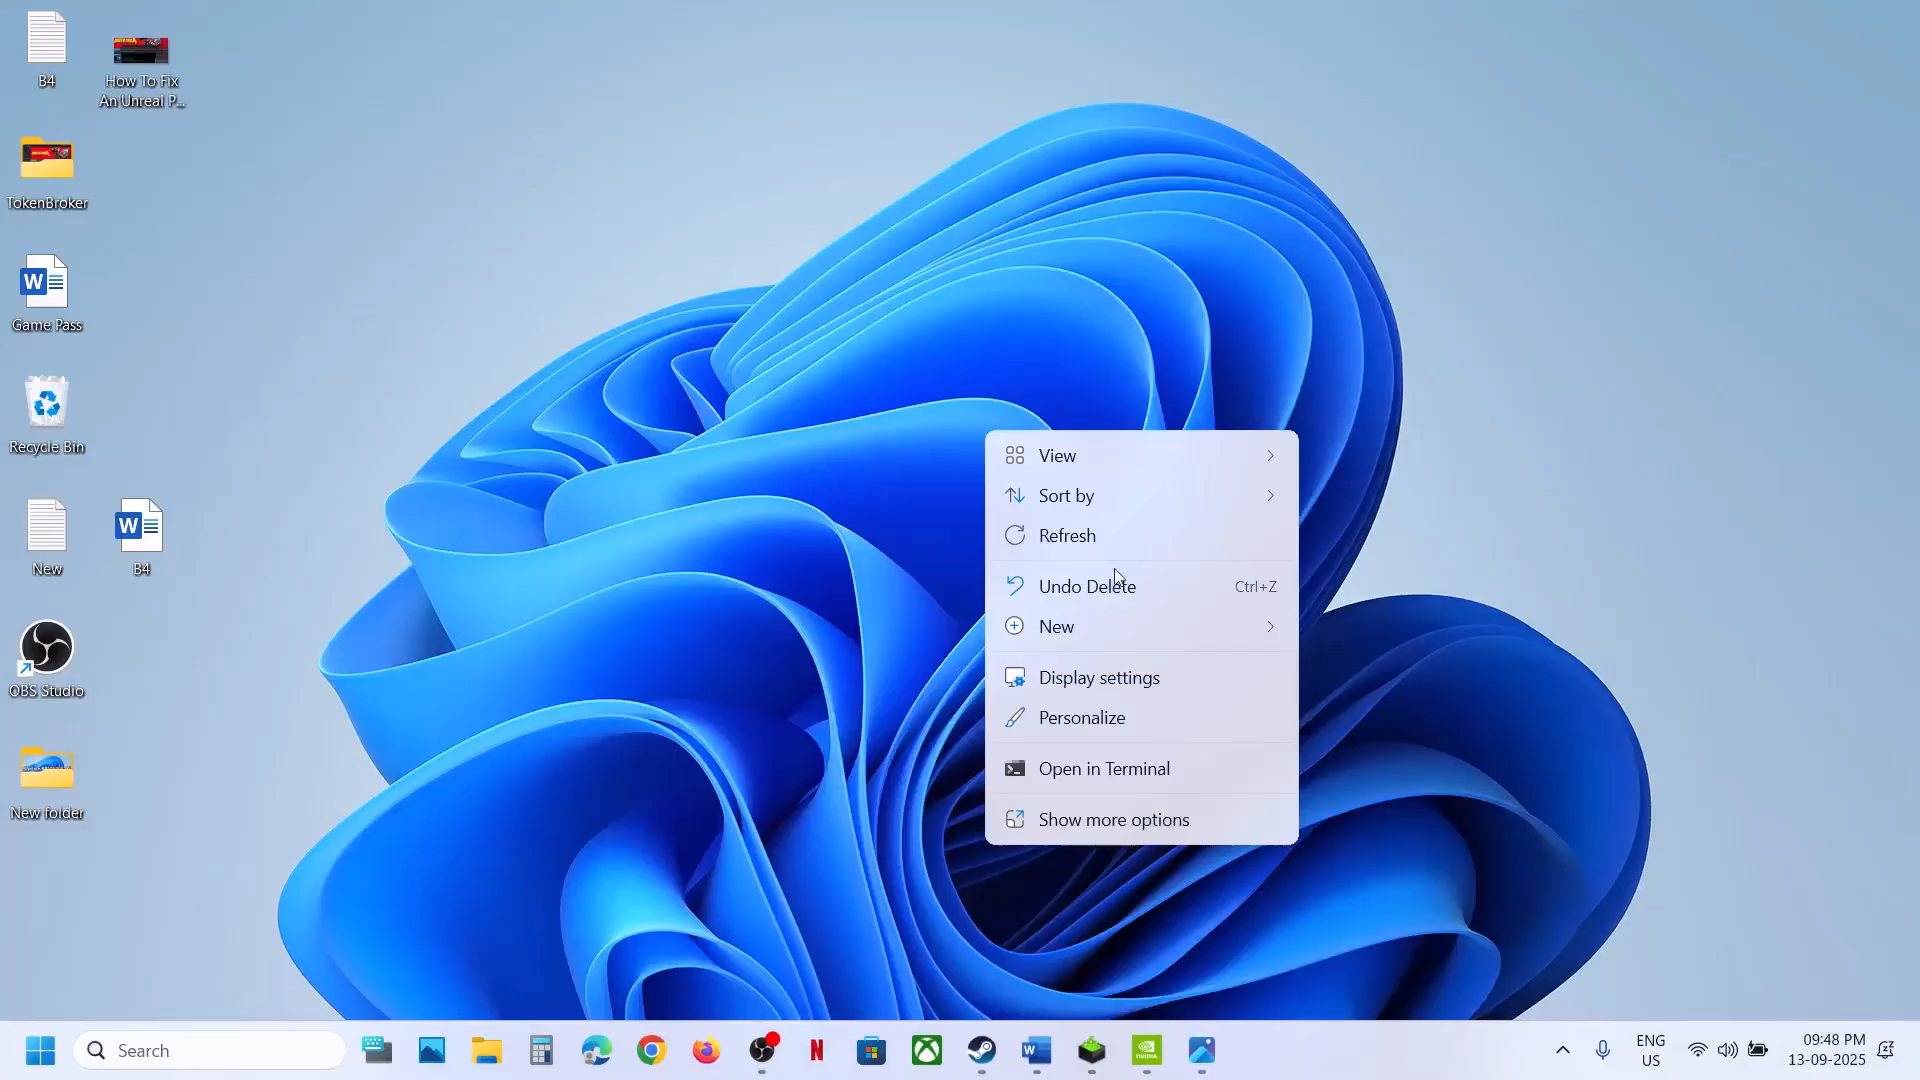 B4
How To Fix
An Unreal P...
TokenBroker
Game Pass
Recycle Bin
New
B4
OBS Studio
New folder
View
Sort by
Refresh
Undo Delete Ctrl+Z
New
Display settings
Personalize
Open in Terminal
Show more options
Search
ENG
US
09:48 PM
13-09-2025